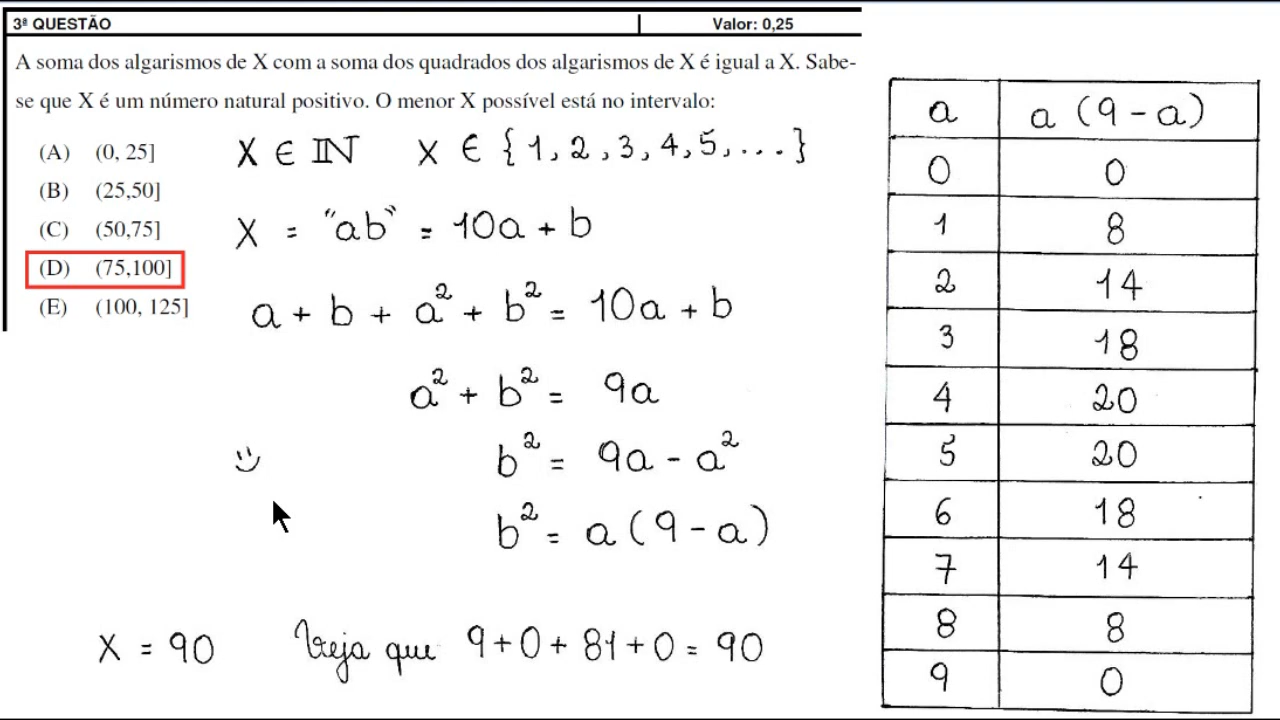 3ª QUESTÃO Valor: 0,25
A soma dos algarismos de X com a soma dos quadrados dos algarismos de X é igual a X. Sabe-
se que X é um número natural positivo. O menor X possível está no intervalo:
(A) (0, 25]
(B) (25,50]
(C) (50,75]
(D) (75,100]
(E) (100, 125]
X ∈ ℕ X ∈ {1, 2, 3, 4, 5, ...}
X = "ab" = 10a + b
a + b + a² + b² = 10a + b
a² + b² = 9a
b² = 9a - a²
b² = a (9 - a)
X = 90 Veja que 9 + 0 + 81 + 0 = 90
a a (9 - a)
0 0
1 8
2 14
3 18
4 20
5 20
6 18
7 14
8 8
9 0